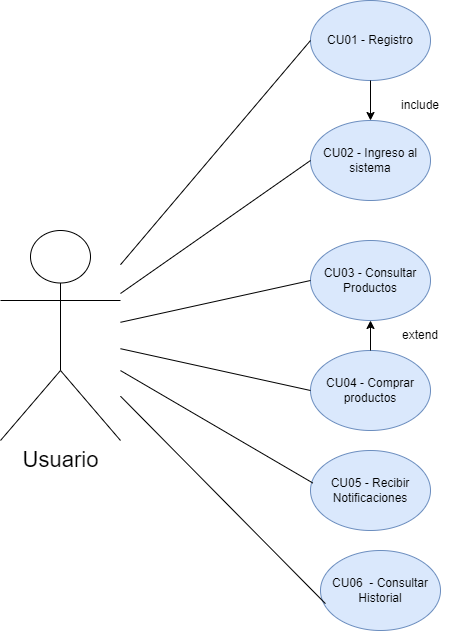 CU01 - Registro
include
CU02 - Ingreso al
sistema
CU03 - Consultar
Productos
extend
CU04 - Comprar
productos
Usuario
CU05 - Recibir
Notificaciones
CU06  - Consultar
Historial